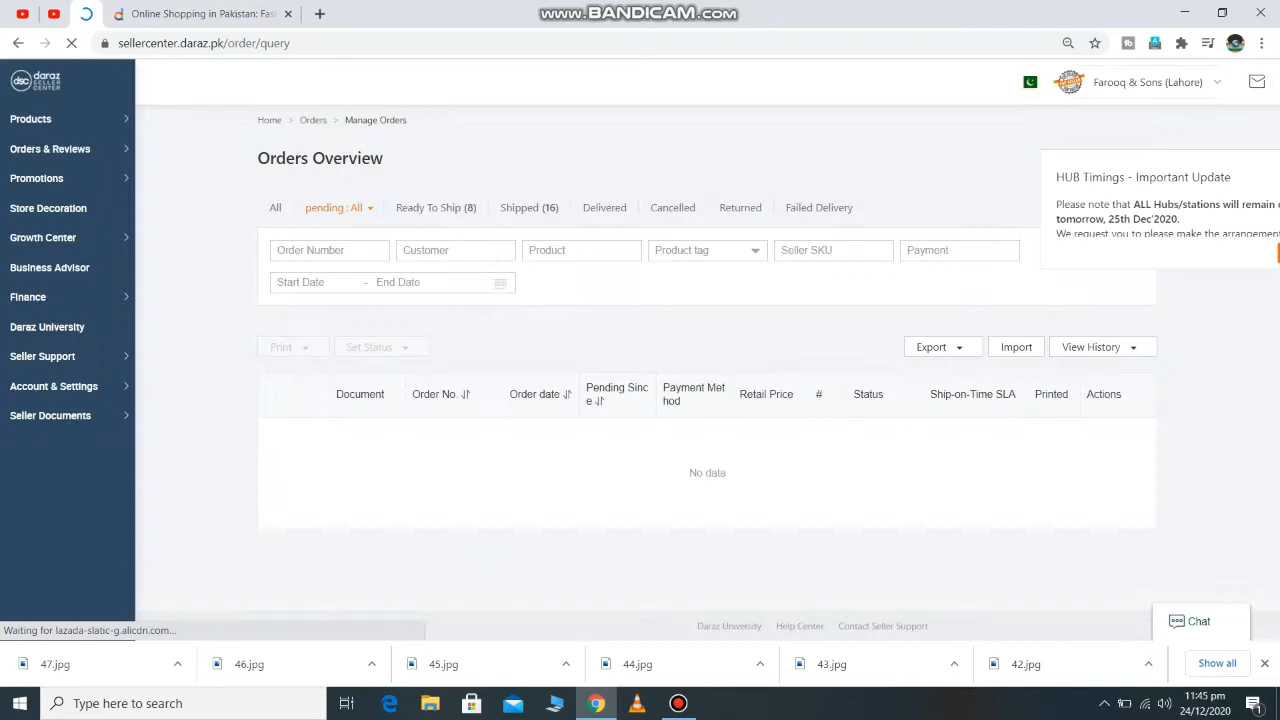 Online Shopping in Pakistan: Fas
www.BANDICAM.com
sellercenter.daraz.pk/order/query
dsc daraz SELLER CENTER
Farooq & Sons (Lahore)
Products
Orders & Reviews
Promotions
Store Decoration
Growth Center
Business Advisor
Finance
Daraz University
Seller Support
Account & Settings
Seller Documents
Home > Orders > Manage Orders
Orders Overview
HUB Timings - Important Update
Please note that ALL Hubs/stations will remain
tomorrow, 25th Dec'2020.
We request you to please make the arrangement
All pending : All Ready To Ship (8) Shipped (16) Delivered Cancelled Returned Failed Delivery
Order Number Customer Product Product tag Seller SKU Payment
Start Date - End Date
Print Set Status Export Import View History
Document Order No. Order date Pending Sinc
e Payment Met
hod Retail Price # Status Ship-on-Time SLA Printed Actions
No data
Daraz University Help Center Contact Seller Support
Chat
Waiting for lazada-slatic-g.alicdn.com...
47.jpg 46.jpg 45.jpg 44.jpg 43.jpg 42.jpg Show all
Type here to search
11:45 pm
24/12/2020